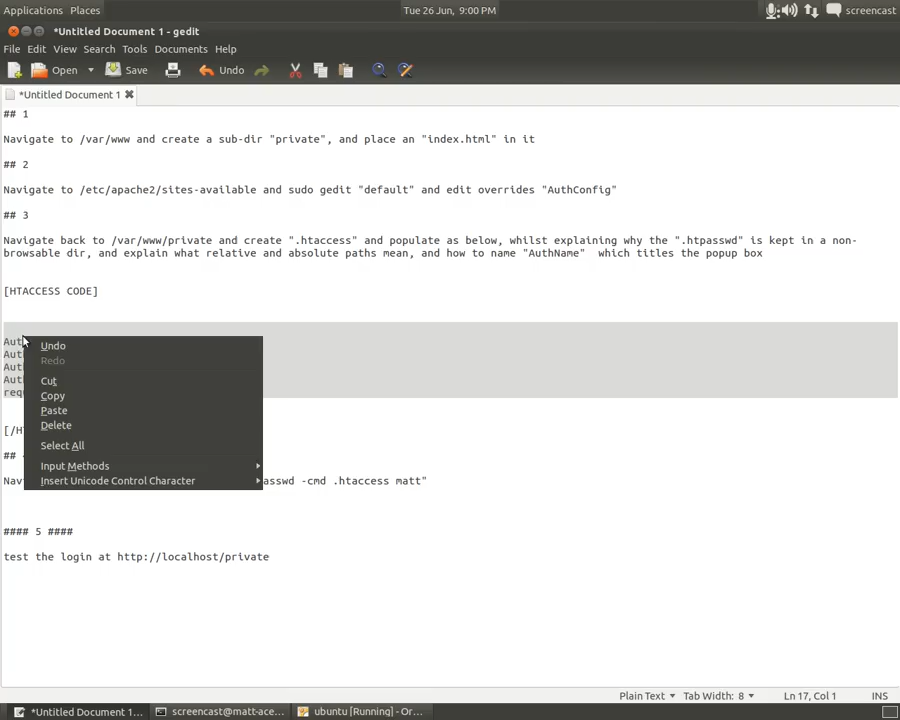 Applications Places Tue 26 Jun, 9:00 PM screencast
*Untitled Document 1 - gedit
File Edit View Search Tools Documents Help
Open Save Undo
*Untitled Document 1
## 1
Navigate to /var/www and create a sub-dir "private", and place an "index.html" in it
## 2
Navigate to /etc/apache2/sites-available and sudo gedit "default" and edit overrides "AuthConfig"
## 3
Navigate back to /var/www/private and create ".htaccess" and populate as below, whilst explaining why the ".htpasswd" is kept in a non-
browsable dir, and explain what relative and absolute paths mean, and how to name "AuthName"  which titles the popup box
[HTACCESS CODE]
Undo
Redo
Cut
Copy
Paste
Delete
Select All
Input Methods
Insert Unicode Control Character
asswd -cmd .htaccess matt"
#### 5 ####
test the login at http://localhost/private
Plain Text Tab Width: 8 Ln 17, Col 1 INS
*Untitled Document 1... screencast@matt-ace... ubuntu [Running] - Or...